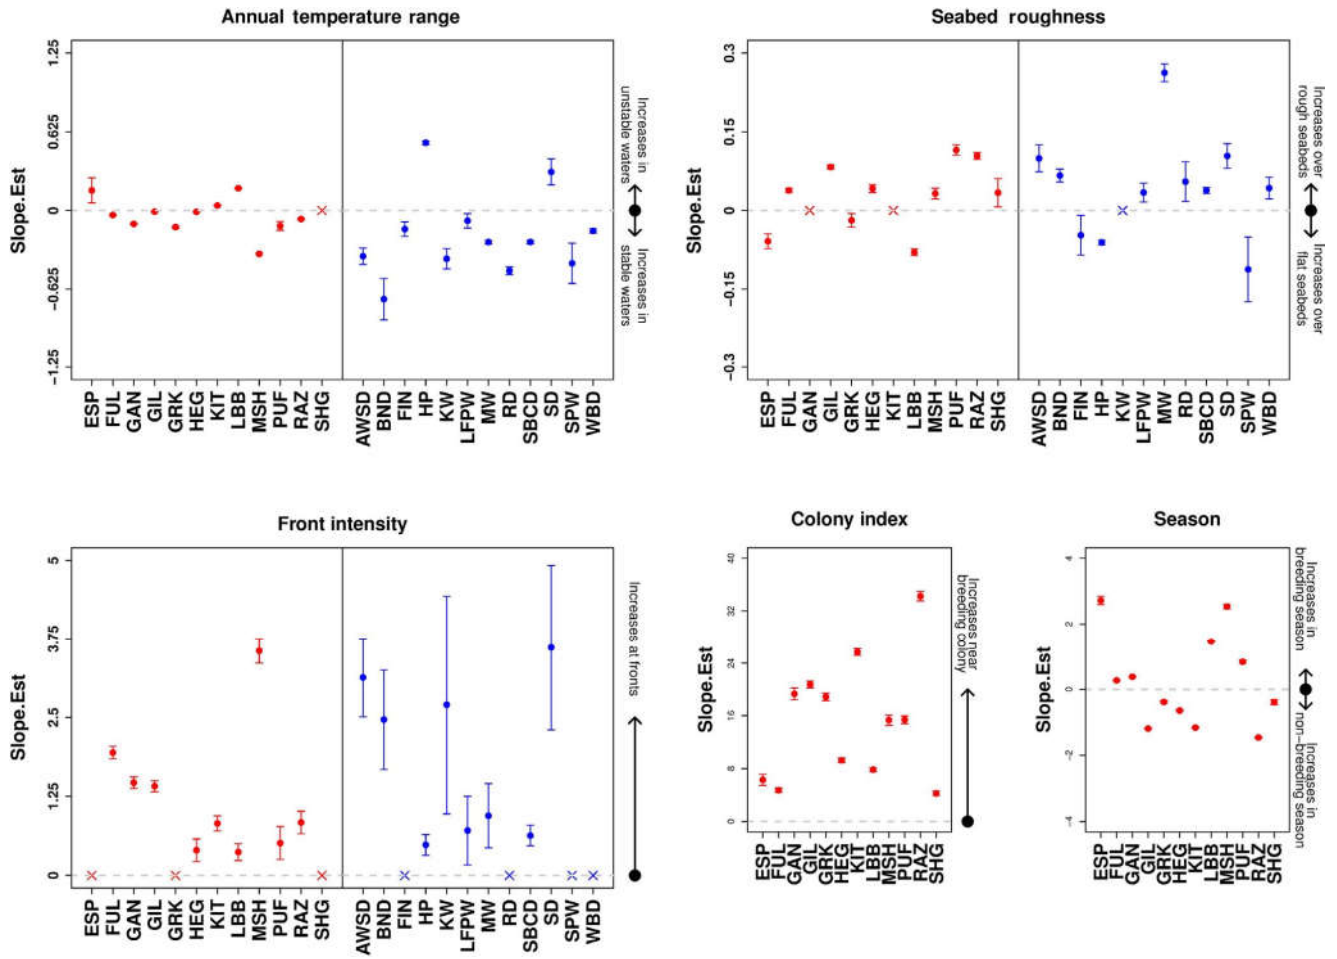 Annual temperature range
Slope.Est
1.25
0.625
0
−0.625
−1.25
ESP
FUL
GAN
GIL
GRK
HEG
KIT
LBB
MSH
PUF
RAZ
SHG
AWSD
BND
FIN
HP
KW
LFPW
MW
RD
SBCD
SD
SPW
WBD
Increases in
unstable waters
Increases in
stable waters
Seabed roughness
Slope.Est
0.3
0.15
0
−0.15
−0.3
ESP
FUL
GAN
GIL
GRK
HEG
KIT
LBB
MSH
PUF
RAZ
SHG
AWSD
BND
FIN
HP
KW
LFPW
MW
RD
SBCD
SD
SPW
WBD
Increases over
rough seabeds
Increases over
flat seabeds
Front intensity
Slope.Est
5
3.75
2.5
1.25
0
ESP
FUL
GAN
GIL
GRK
HEG
KIT
LBB
MSH
PUF
RAZ
SHG
AWSD
BND
FIN
HP
KW
LFPW
MW
RD
SBCD
SD
SPW
WBD
Increases at fronts
Colony index
Slope.Est
40
32
24
16
8
0
ESP
FUL
GAN
GIL
GRK
HEG
KIT
LBB
MSH
PUF
RAZ
SHG
Increases near
breeding colony
Season
Slope.Est
4
2
0
−2
−4
ESP
FUL
GAN
GIL
GRK
HEG
KIT
LBB
MSH
PUF
RAZ
SHG
Increases in
breeding season
Increases in
non−breeding season